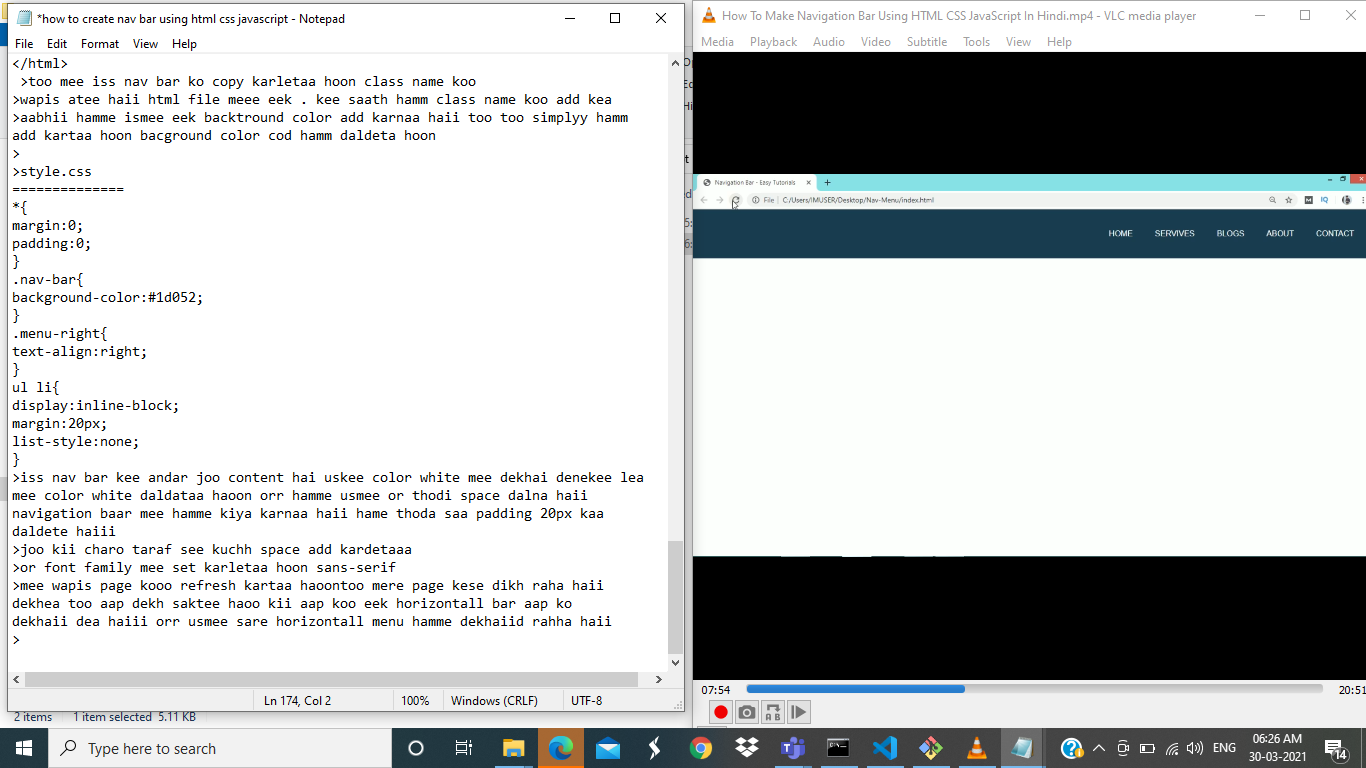 *how to create nav bar using html css javascript - Notepad
File Edit Format View Help
</html>
>too mee iss nav bar ko copy karletaa hoon class name koo
>wapis atee haii html file meee eek . kee saath hamm class name koo add kea
>aabhii hamme ismee eek backtround color add karnaa haii too too simplyy hamm
add kartaa hoon bacground color cod hamm daldeta hoon
>
>style.css
==============
*{
margin:0;
padding:0;
}
.nav-bar{
background-color:#1d052;
}
.menu-right{
text-align:right;
}
ul li{
display:inline-block;
margin:20px;
list-style:none;
}
>iss nav bar kee andar joo content hai uskee color white mee dekhai denekee lea
mee color white daldataa haoon orr hamme usmee or thodi space dalna haii
navigation baar mee hamme kiya karnaa haii hame thoda saa padding 20px kaa
daldete haiii
>joo kii charo taraf see kuchh space add kardetaaa
>or font family mee set karletaa hoon sans-serif
>mee wapis page kooo refresh kartaa haoontoo mere page kese dikh raha haii
dekhea too aap dekh saktee haoo kii aap koo eek horizontall bar aap ko
dekhaii dea haiii orr usmee sare horizontall menu hamme dekhaiid rahha haii
>
Ln 174, Col 2 100% Windows (CRLF) UTF-8
2 items 1 item selected 5.11 KB
How To Make Navigation Bar Using HTML CSS JavaScript In Hindi.mp4 - VLC media player
Media Playback Audio Video Subtitle Tools View Help
Navigation Bar - Easy Tutorials
File C:/Users/IMUSER/Desktop/Nav-Menu/index.html
HOME SERVIVES BLOGS ABOUT CONTACT
07:54 20:51
Type here to search
ENG 06:26 AM
30-03-2021
14